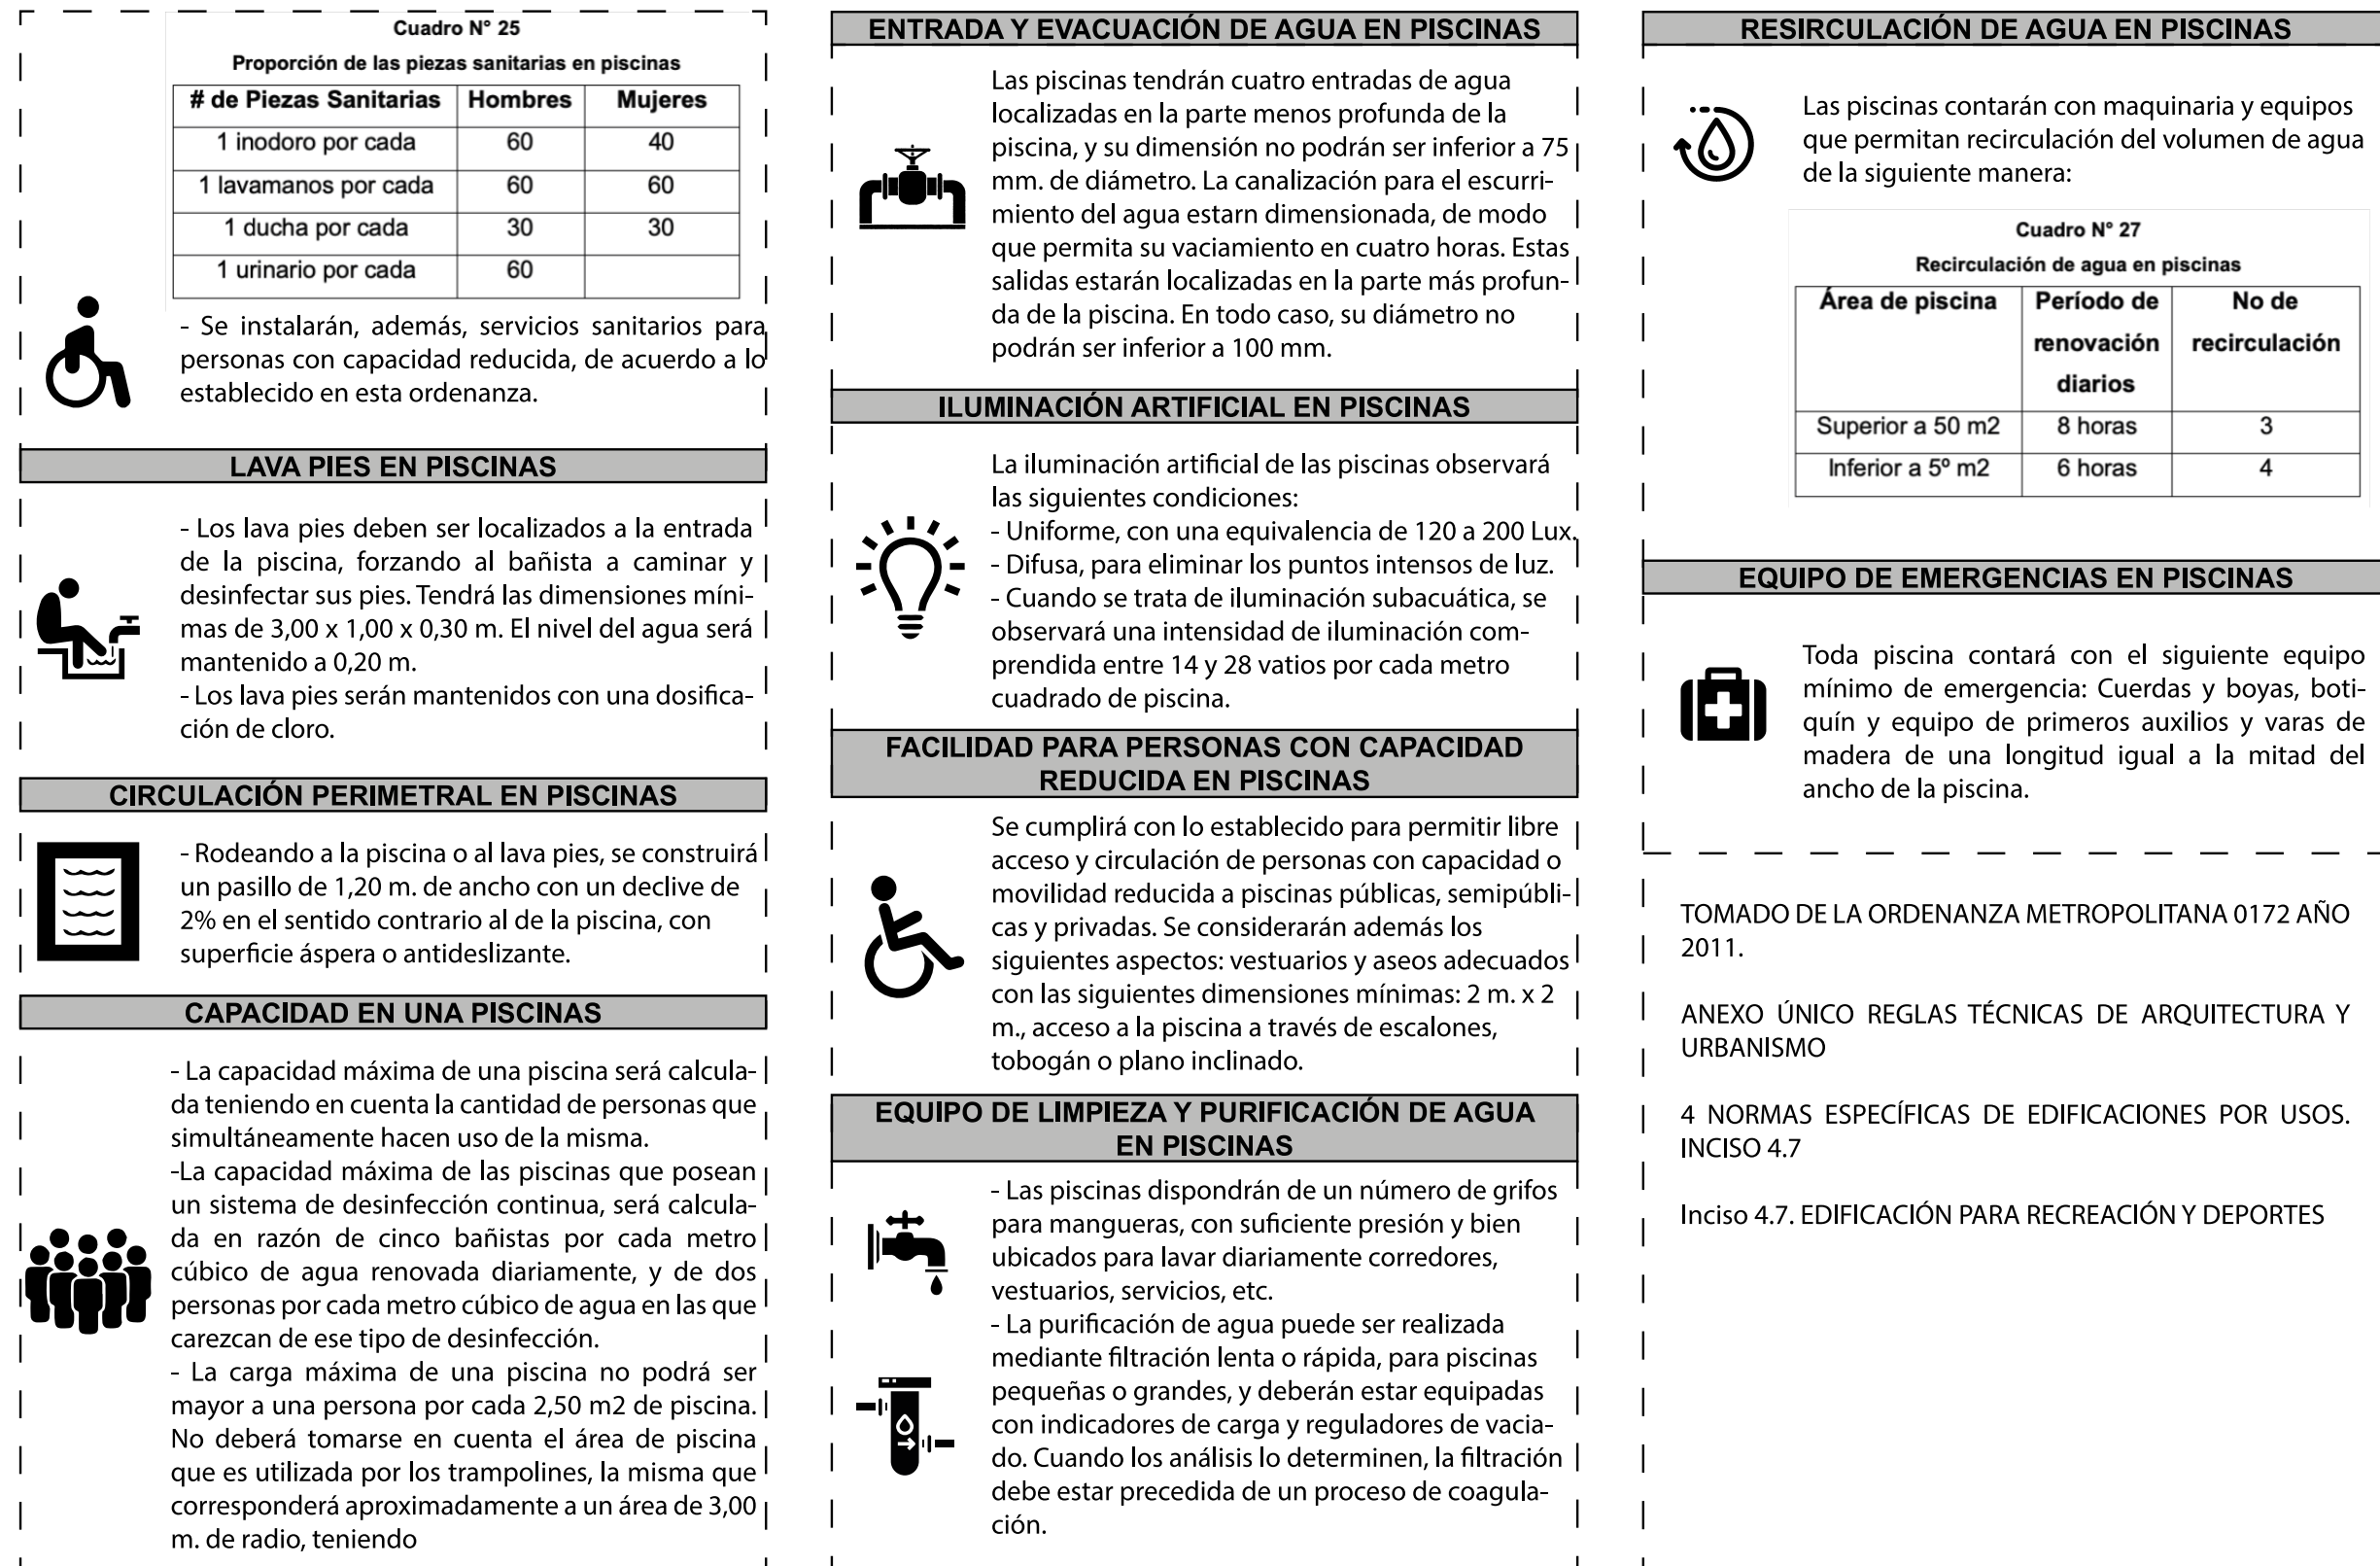 Cuadro N° 25
Proporción de las piezas sanitarias en piscinas
# de Piezas Sanitarias Hombres Mujeres
1 inodoro por cada 60 40
1 lavamanos por cada 60 60
1 ducha por cada 30 30
1 urinario por cada 60
- Se instalarán, además, servicios sanitarios para
personas con capacidad reducida, de acuerdo a lo
establecido en esta ordenanza.
LAVA PIES EN PISCINAS
- Los lava pies deben ser localizados a la entrada
de la piscina, forzando al bañista a caminar y
desinfectar sus pies. Tendrá las dimensiones míni-
mas de 3,00 x 1,00 x 0,30 m. El nivel del agua será
mantenido a 0,20 m.
- Los lava pies serán mantenidos con una dosifica-
ción de cloro.
CIRCULACIÓN PERIMETRAL EN PISCINAS
- Rodeando a la piscina o al lava pies, se construirá
un pasillo de 1,20 m. de ancho con un declive de
2% en el sentido contrario al de la piscina, con
superficie áspera o antideslizante.
CAPACIDAD EN UNA PISCINAS
- La capacidad máxima de una piscina será calcula-
da teniendo en cuenta la cantidad de personas que
simultáneamente hacen uso de la misma.
-La capacidad máxima de las piscinas que posean
un sistema de desinfección continua, será calcula-
da en razón de cinco bañistas por cada metro
cúbico de agua renovada diariamente, y de dos
personas por cada metro cúbico de agua en las que
carezcan de ese tipo de desinfección.
- La carga máxima de una piscina no podrá ser
mayor a una persona por cada 2,50 m2 de piscina.
No deberá tomarse en cuenta el área de piscina
que es utilizada por los trampolines, la misma que
corresponderá aproximadamente a un área de 3,00
m. de radio, teniendo
ENTRADA Y EVACUACIÓN DE AGUA EN PISCINAS
Las piscinas tendrán cuatro entradas de agua
localizadas en la parte menos profunda de la
piscina, y su dimensión no podrán ser inferior a 75
mm. de diámetro. La canalización para el escurri-
miento del agua estarn dimensionada, de modo
que permita su vaciamiento en cuatro horas. Estas
salidas estarán localizadas en la parte más profun-
da de la piscina. En todo caso, su diámetro no
podrán ser inferior a 100 mm.
ILUMINACIÓN ARTIFICIAL EN PISCINAS
La iluminación artificial de las piscinas observará
las siguientes condiciones:
- Uniforme, con una equivalencia de 120 a 200 Lux.
- Difusa, para eliminar los puntos intensos de luz.
- Cuando se trata de iluminación subacuática, se
observará una intensidad de iluminación com-
prendida entre 14 y 28 vatios por cada metro
cuadrado de piscina.
FACILIDAD PARA PERSONAS CON CAPACIDAD
REDUCIDA EN PISCINAS
Se cumplirá con lo establecido para permitir libre
acceso y circulación de personas con capacidad o
movilidad reducida a piscinas públicas, semipúbli-
cas y privadas. Se considerarán además los
siguientes aspectos: vestuarios y aseos adecuados
con las siguientes dimensiones mínimas: 2 m. x 2
m., acceso a la piscina a través de escalones,
tobogán o plano inclinado.
EQUIPO DE LIMPIEZA Y PURIFICACIÓN DE AGUA
EN PISCINAS
- Las piscinas dispondrán de un número de grifos
para mangueras, con suficiente presión y bien
ubicados para lavar diariamente corredores,
vestuarios, servicios, etc.
- La purificación de agua puede ser realizada
mediante filtración lenta o rápida, para piscinas
pequeñas o grandes, y deberán estar equipadas
con indicadores de carga y reguladores de vacia-
do. Cuando los análisis lo determinen, la filtración
debe estar precedida de un proceso de coagula-
ción.
RESIRCULACIÓN DE AGUA EN PISCINAS
Las piscinas contarán con maquinaria y equipos
que permitan recirculación del volumen de agua
de la siguiente manera:
Cuadro N° 27
Recirculación de agua en piscinas
Área de piscina Período de No de
renovación recirculación
diarios
Superior a 50 m2 8 horas 3
Inferior a 5º m2 6 horas 4
EQUIPO DE EMERGENCIAS EN PISCINAS
Toda piscina contará con el siguiente equipo
mínimo de emergencia: Cuerdas y boyas, boti-
quín y equipo de primeros auxilios y varas de
madera de una longitud igual a la mitad del
ancho de la piscina.
TOMADO DE LA ORDENANZA METROPOLITANA 0172 AÑO
2011.
ANEXO ÚNICO REGLAS TÉCNICAS DE ARQUITECTURA Y
URBANISMO
4 NORMAS ESPECÍFICAS DE EDIFICACIONES POR USOS.
INCISO 4.7
Inciso 4.7. EDIFICACIÓN PARA RECREACIÓN Y DEPORTES